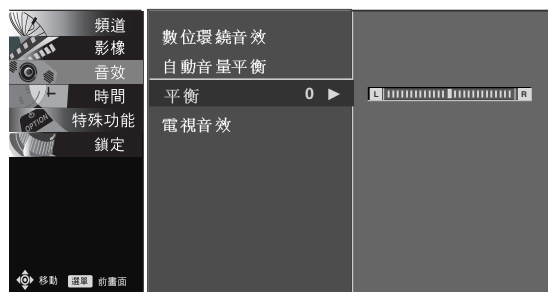 頻道
影像
音效
時間
OPTION 特殊功能
鎖定
移動 選單 前畫面
數位環繞音效
自動音量平衡
平衡 0 ▶
電視音效
L R